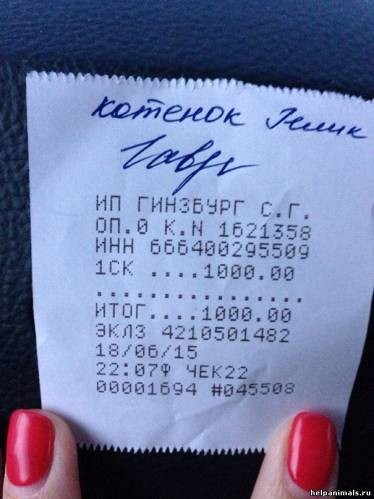 котенок Гелик
ИП ГИНЗБУРГ С.Г.
ОП.0 К.N 1621358
ИНН 666400295509
1СК ....1000.00
................
ИТОГ....1000.00
ЭКЛЗ 4210501482
18/06/15
22:07Ф ЧЕК22
00001694 #045508
helpanimals.ru